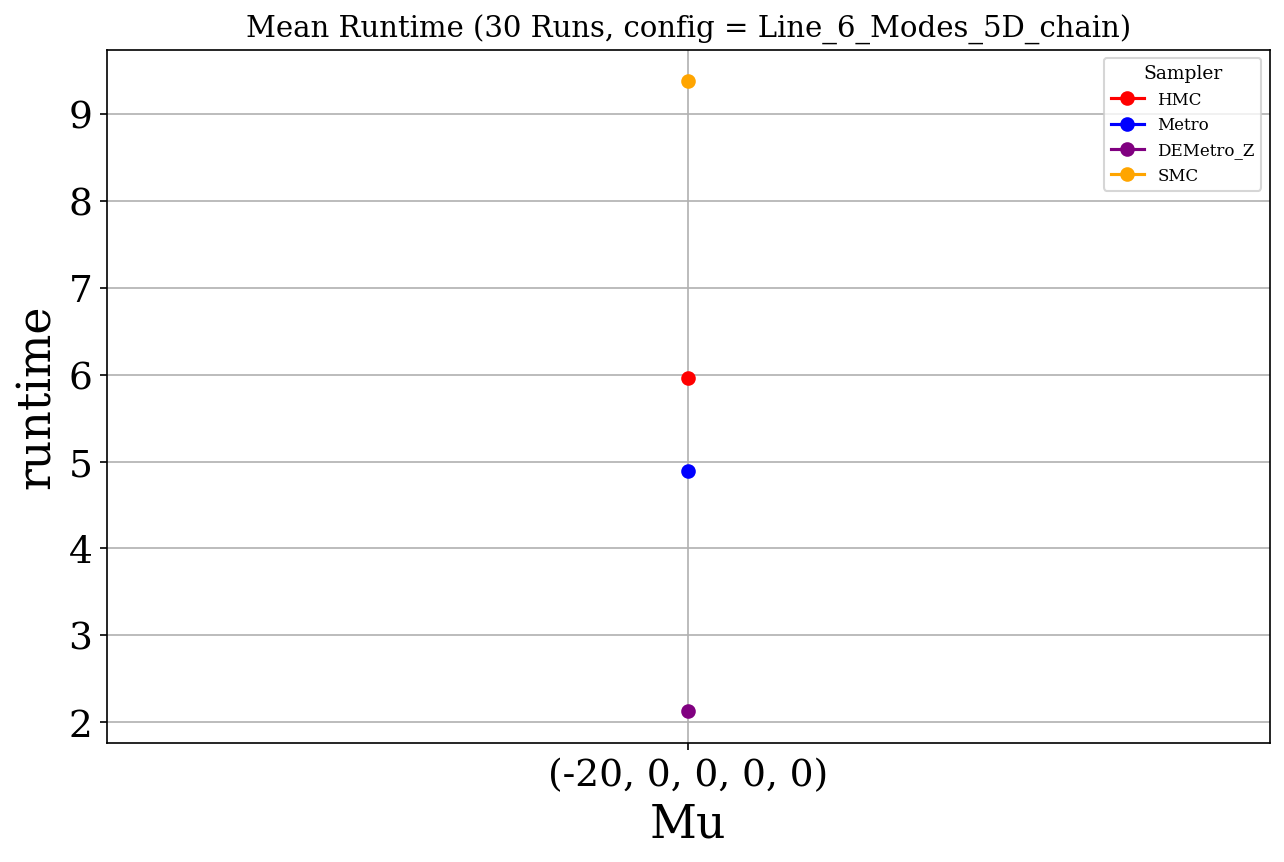 Mean Runtime (30 Runs, config = Line_6_Modes_5D_chain)
Sampler
HMC
Metro
DEMetro_Z
SMC
runtime
9
8
7
6
5
4
3
2
(-20, 0, 0, 0, 0)
Mu